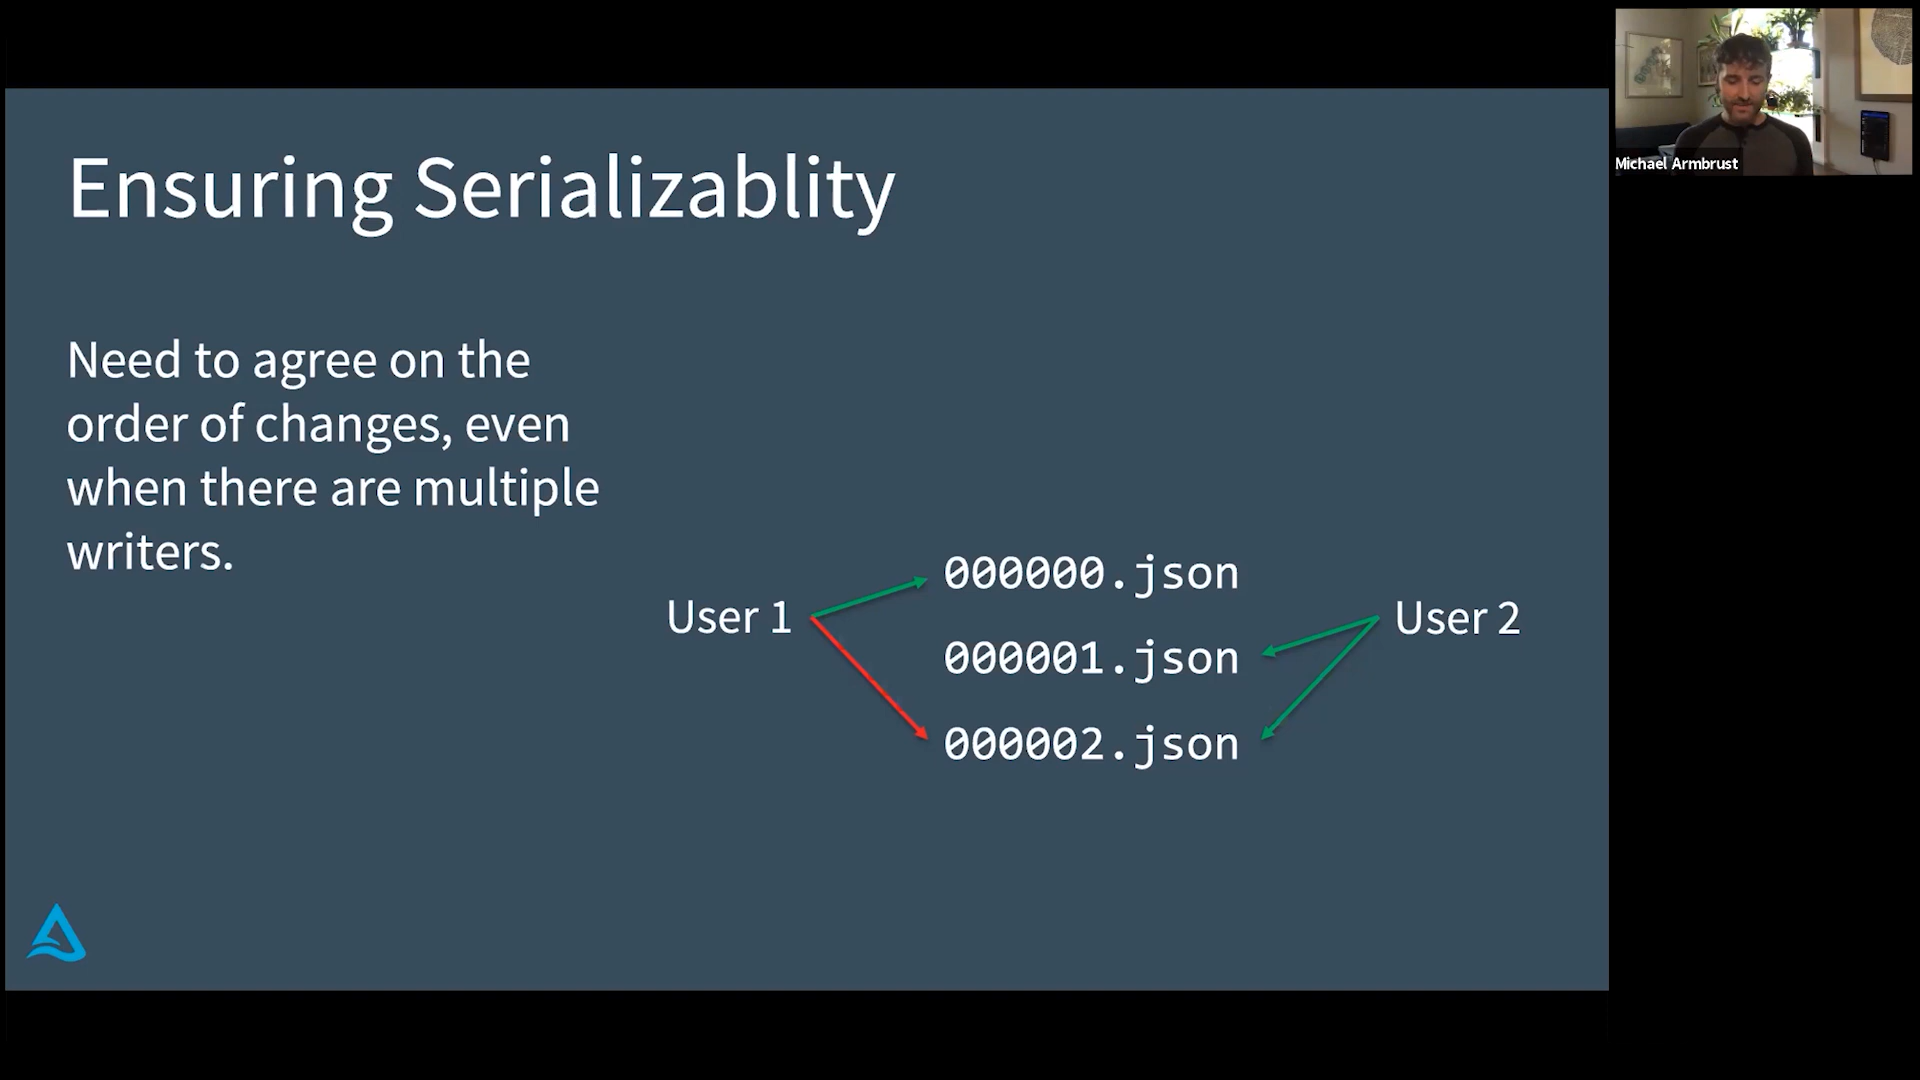 Ensuring Serializablity
Need to agree on the
order of changes, even
when there are multiple
writers.
000000.json
User 1
User 2
000001.json
000002.json
Michael Armbrust